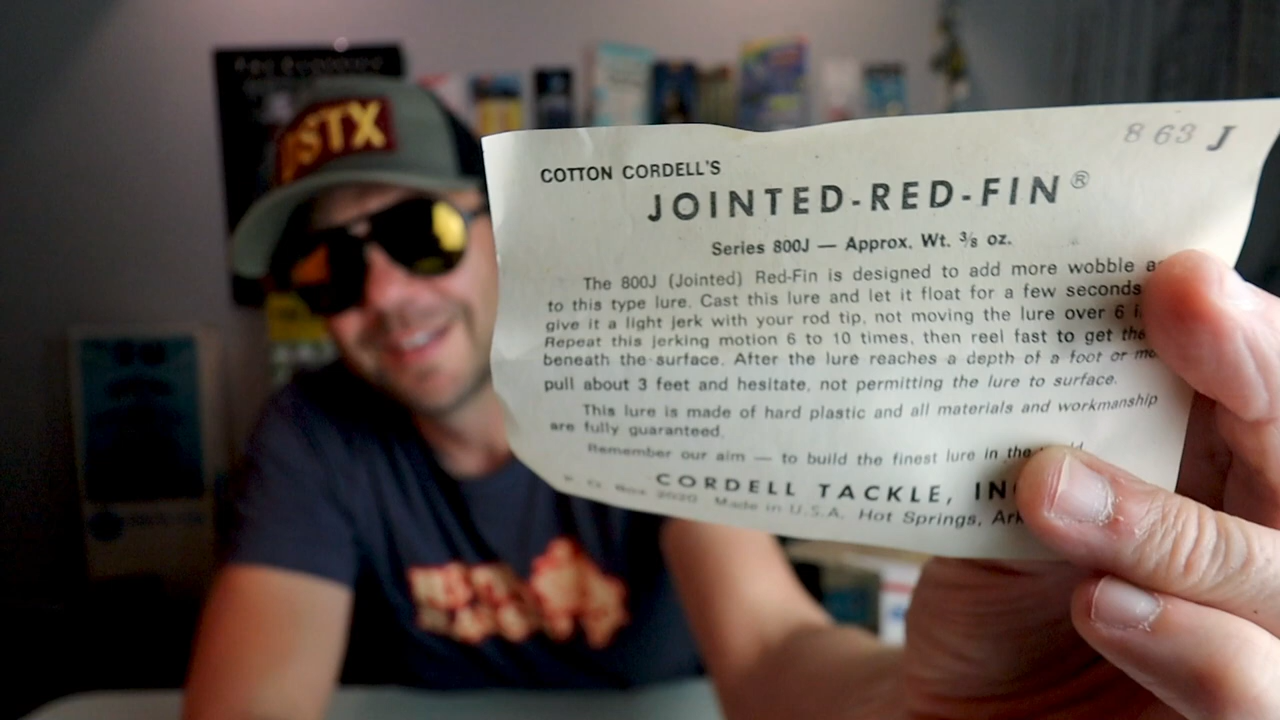 863 J
COTTON CORDELL'S
JOINTED-RED-FIN®
Series 800J — Approx. Wt. ⅜ oz.
The 800J (Jointed) Red-Fin is designed to add more wobble
to this type lure. Cast this lure and let it float for a few seconds
give it a light jerk with your rod tip, not moving the lure over 6
Repeat this jerking motion 6 to 10 times, then reel fast to get the
beneath the surface. After the lure reaches a depth of a foot or
pull about 3 feet and hesitate, not permitting the lure to surface.
This lure is made of hard plastic and all materials and workmanship
are fully guaranteed.
Remember our aim — to build the finest lure in the
CORDELL TACKLE,
P. O. Box 2020 Made in U.S.A. Hot Springs,
STX